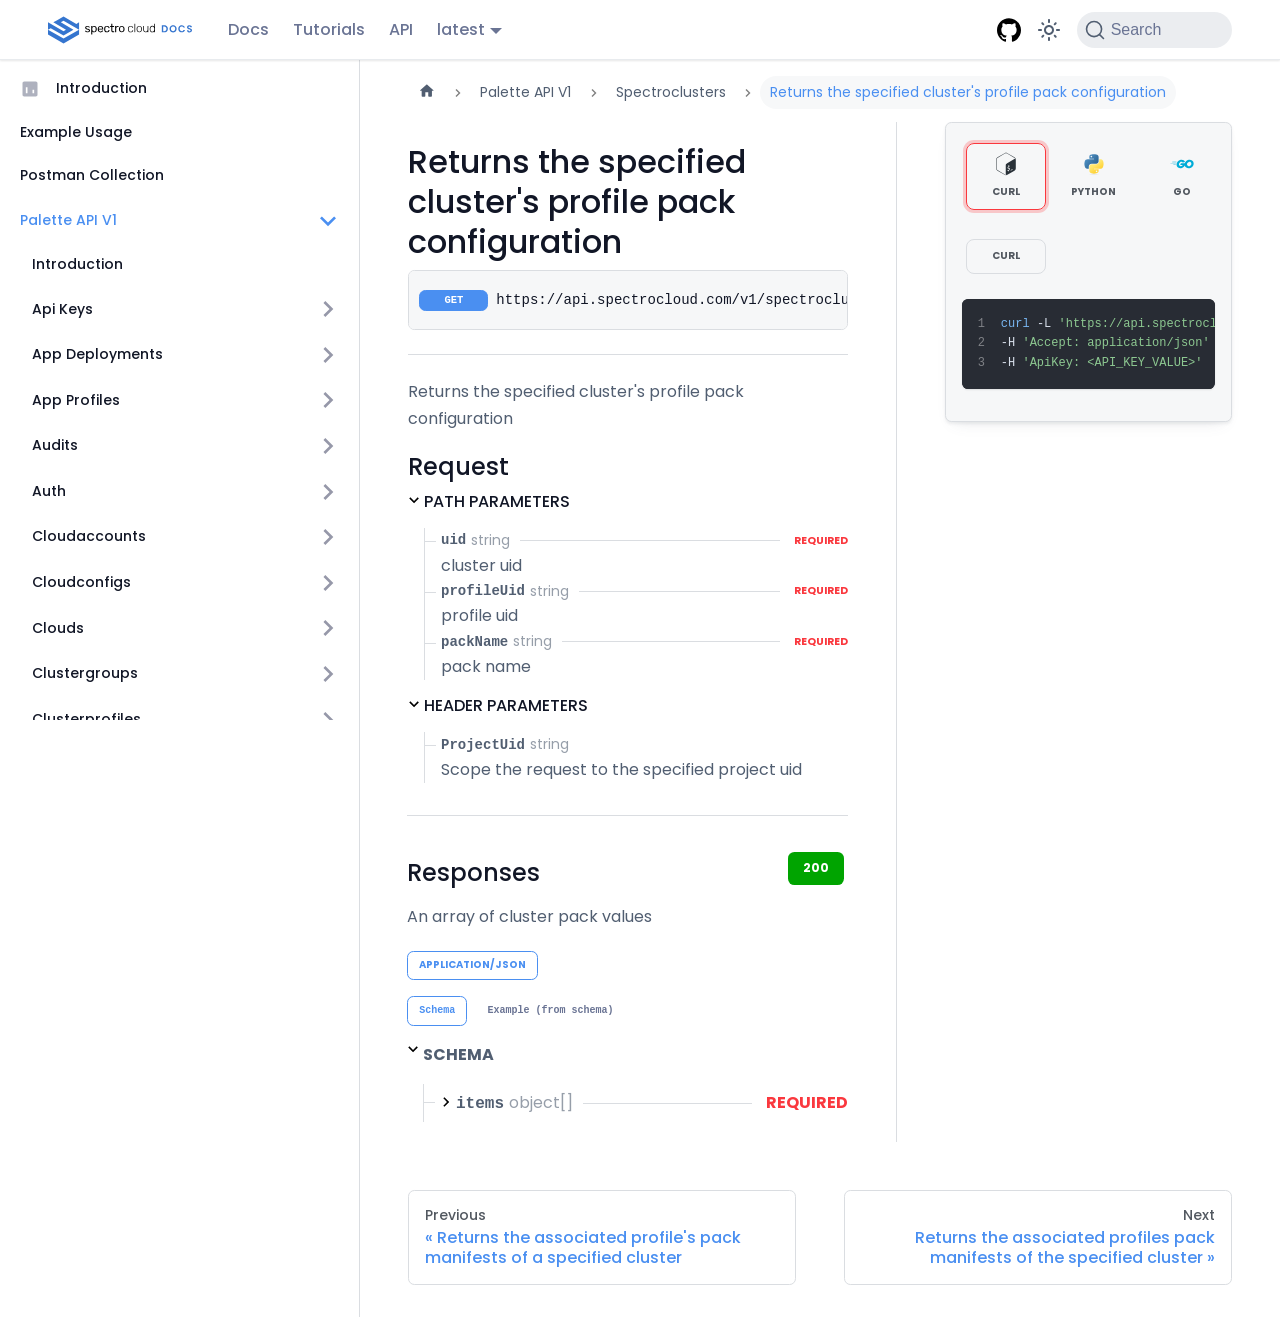 spectro cloud DOCS
Docs
Tutorials
API
latest
Search
Introduction
Example Usage
Postman Collection
Palette API V1
Introduction
Api Keys
App Deployments
App Profiles
Audits
Auth
Cloudaccounts
Cloudconfigs
Clouds
Clustergroups
Clusterprofiles
Palette API V1
Spectroclusters
Returns the specified cluster's profile pack configuration
Returns the specified
cluster's profile pack
configuration
GET https://api.spectrocloud.com/v1/spectroclu
Returns the specified cluster's profile pack
configuration
Request
PATH PARAMETERS
uid string REQUIRED
cluster uid
profileUid string REQUIRED
profile uid
packName string REQUIRED
pack name
HEADER PARAMETERS
ProjectUid string
Scope the request to the specified project uid
Responses
200
An array of cluster pack values
APPLICATION/JSON
Schema
Example (from schema)
SCHEMA
items object[] REQUIRED
CURL
PYTHON
GO
CURL
1 curl -L 'https://api.spectrocl
2 -H 'Accept: application/json'
3 -H 'ApiKey: <API_KEY_VALUE>'
Previous
« Returns the associated profile's pack
manifests of a specified cluster
Next
Returns the associated profiles pack
manifests of the specified cluster »